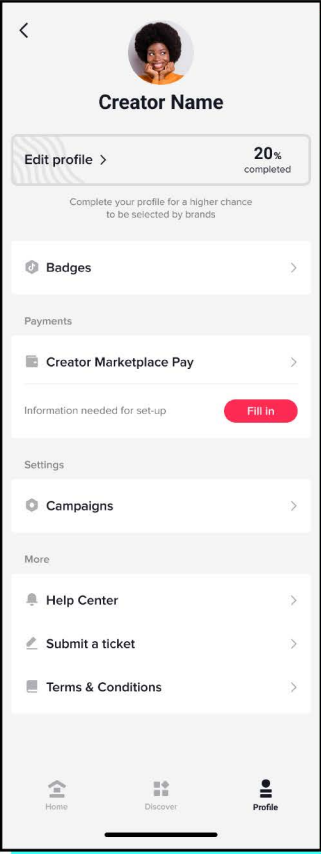 Creator Name
Edit profile >
20%
completed
Complete your profile for a higher chance
to be selected by brands
Badges
Payments
Creator Marketplace Pay
Information needed for set-up
Fill in
Settings
Campaigns
More
Help Center
Submit a ticket
Terms & Conditions
Home
Discover
Profile